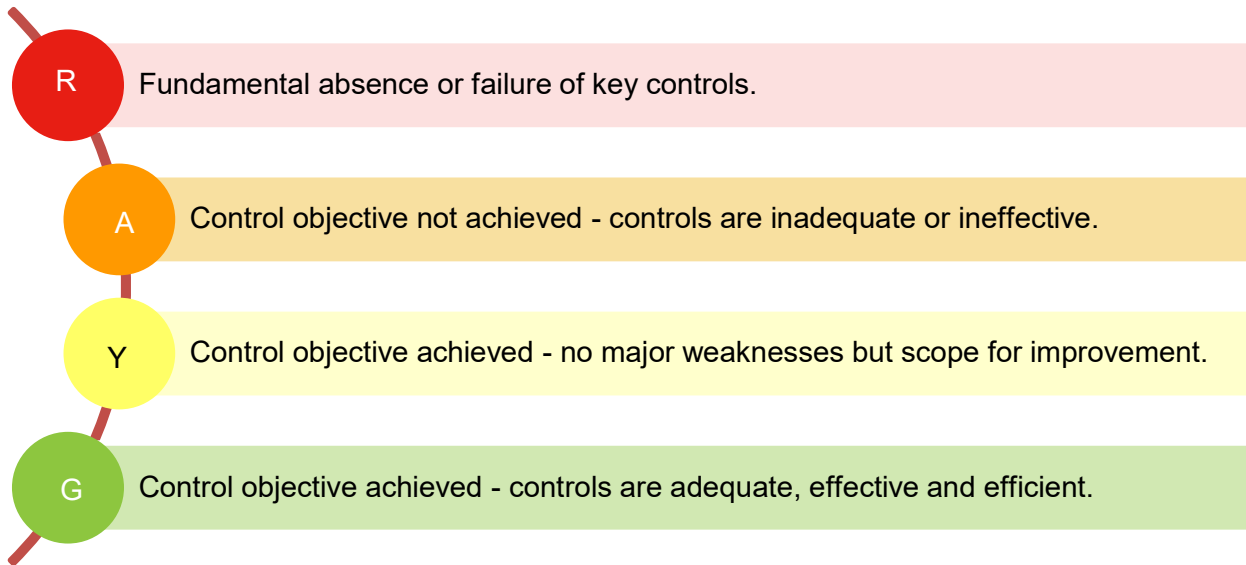 R
Fundamental absence or failure of key controls.
A
Control objective not achieved - controls are inadequate or ineffective.
Y
Control objective achieved - no major weaknesses but scope for improvement.
G
Control objective achieved - controls are adequate, effective and efficient.